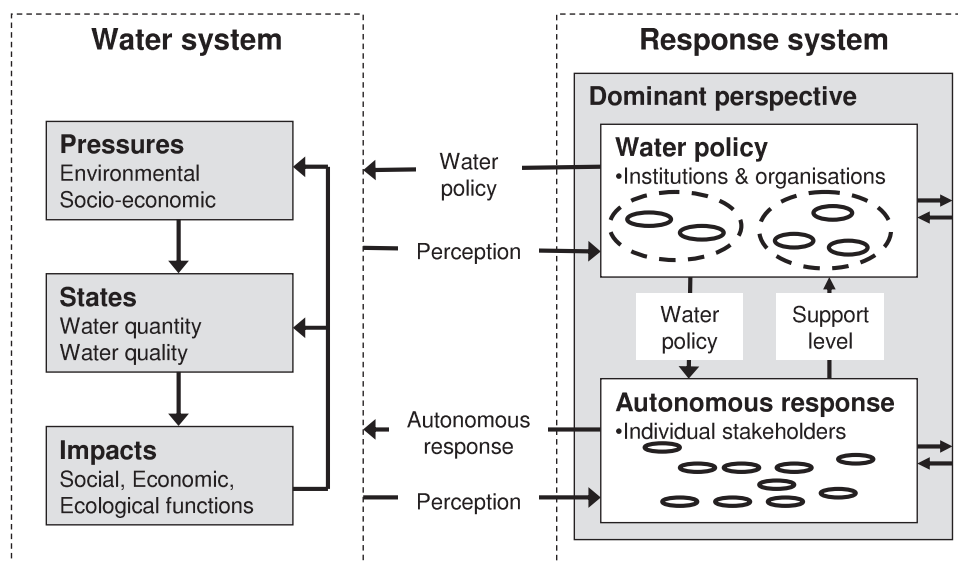 Water system
Pressures
Environmental
Socio-economic
States
Water quantity
Water quality
Impacts
Social, Economic,
Ecological functions
Water
policy
Perception
Autonomous
response
Perception
Response system
Dominant perspective
Water policy
•Institutions & organisations
Water
policy
Support
level
Autonomous response
•Individual stakeholders